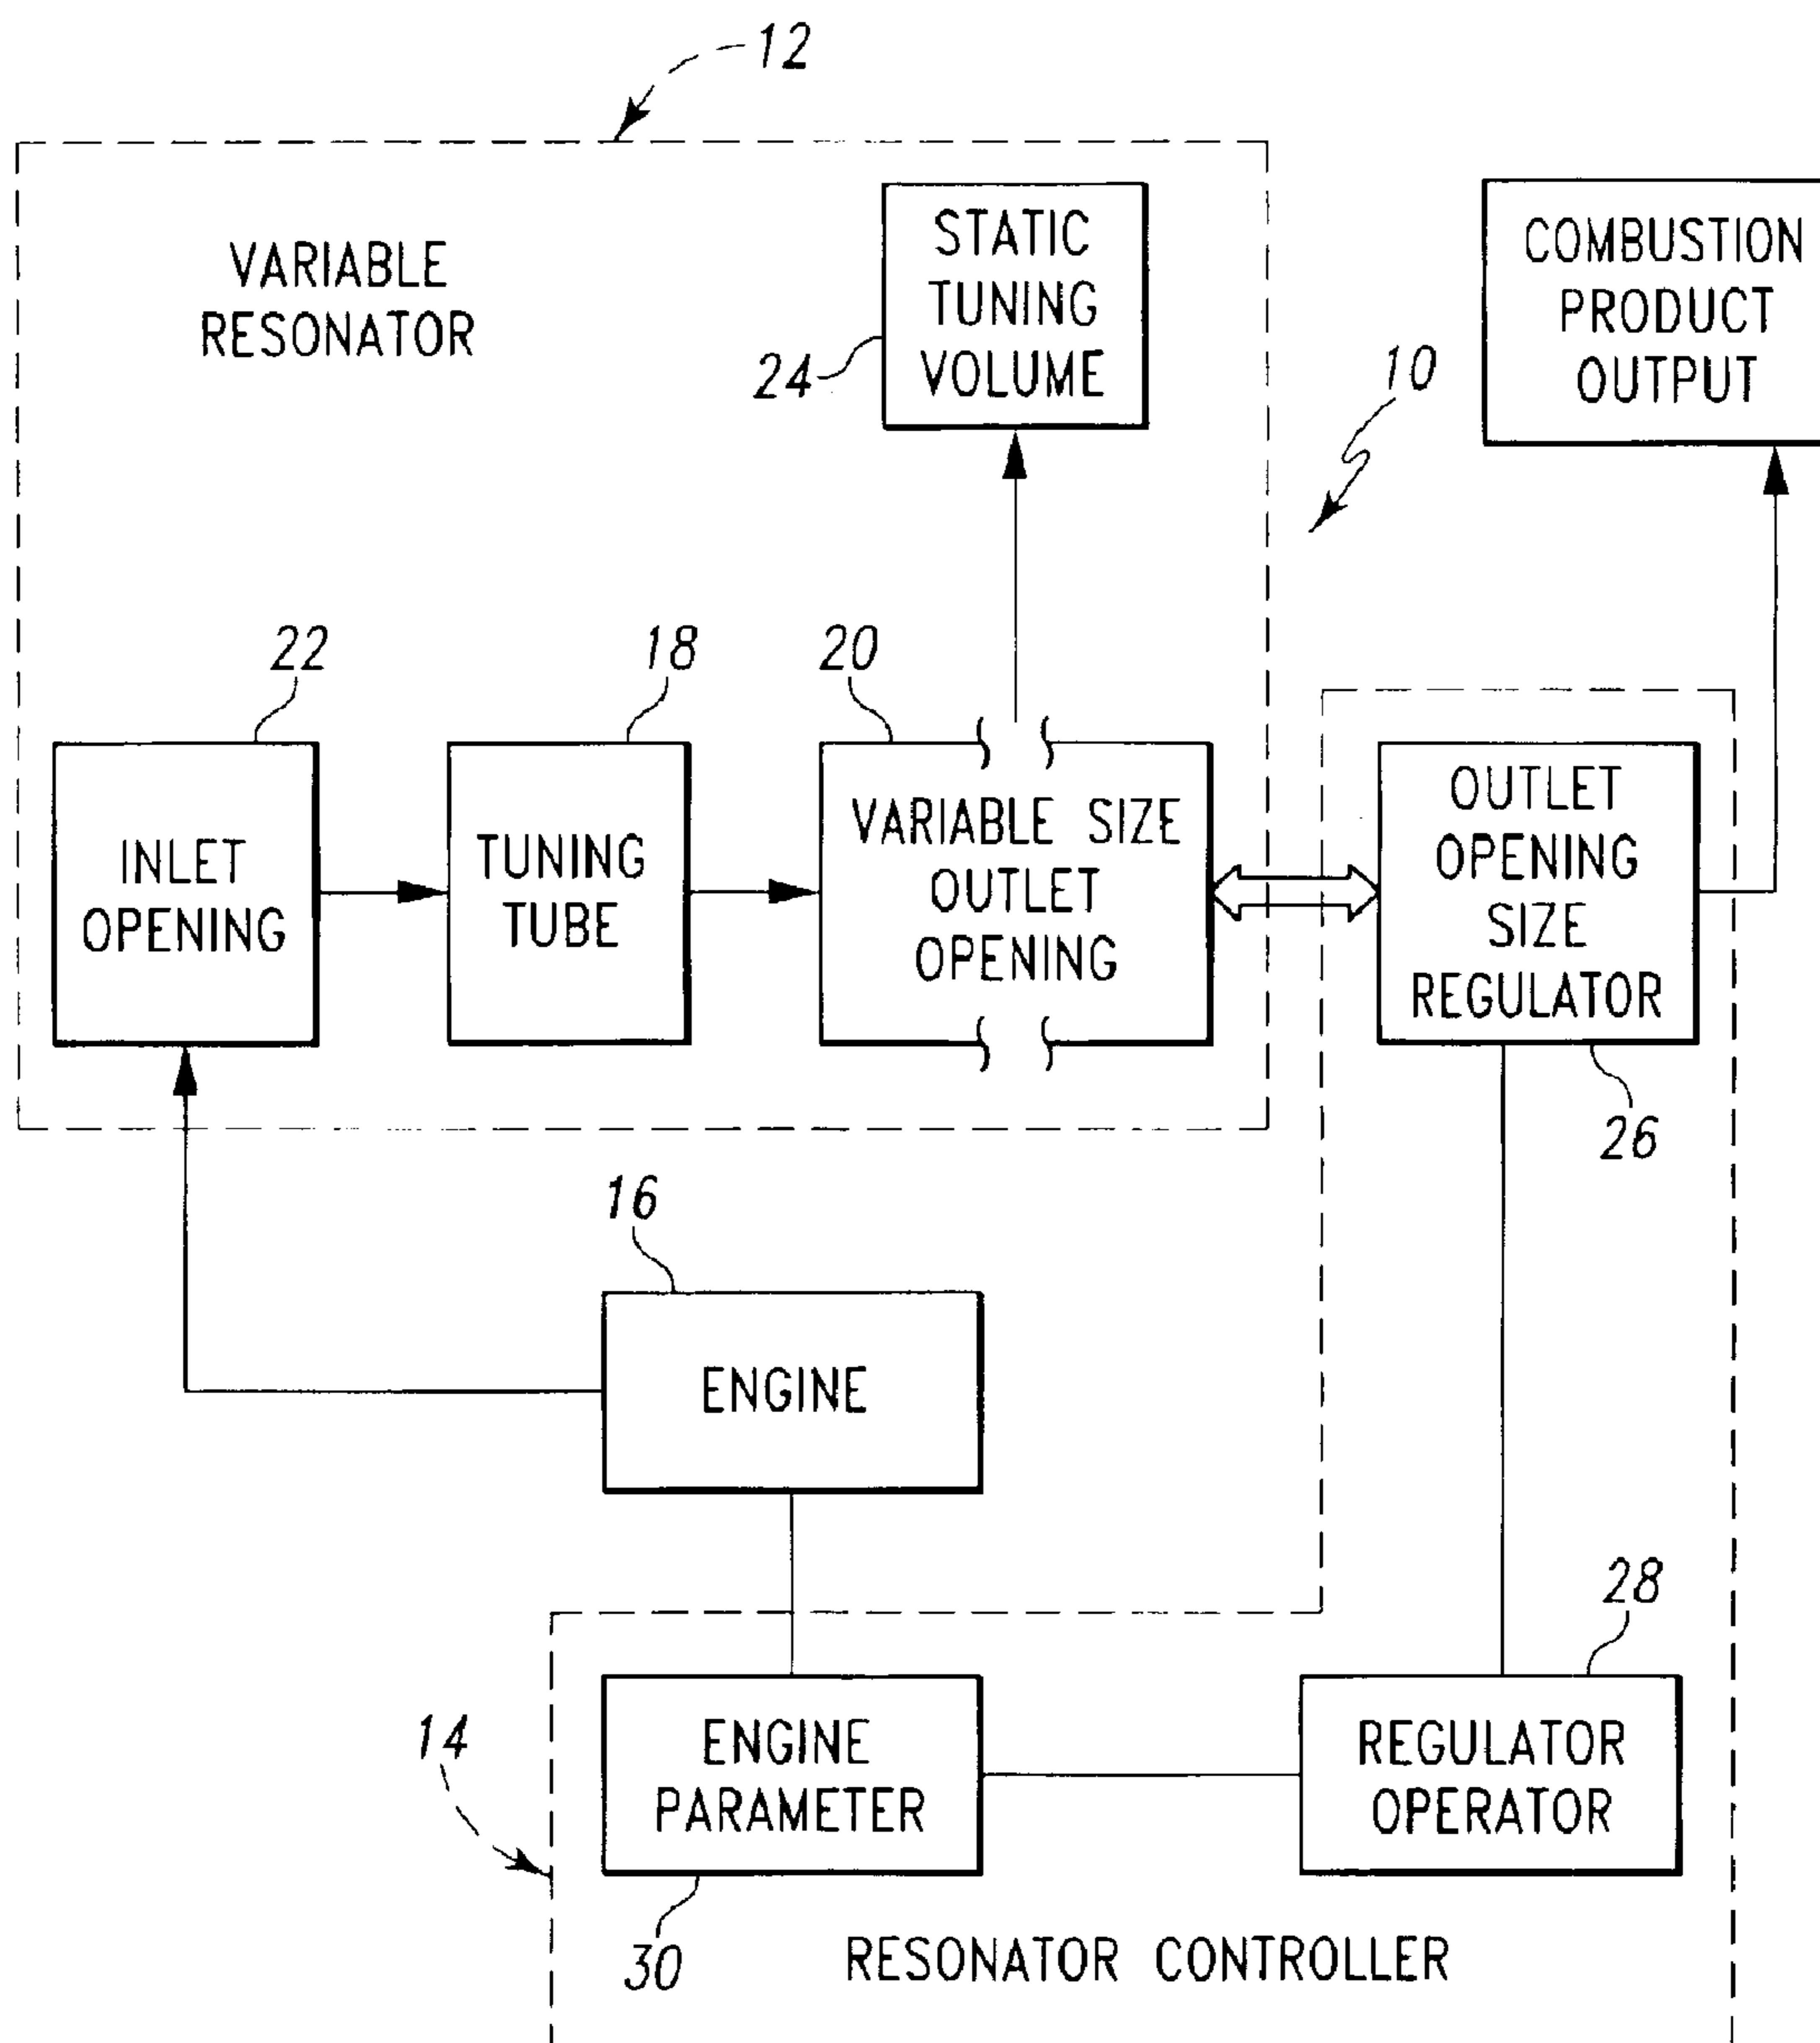 12
VARIABLE
RESONATOR
STATIC
TUNING
VOLUME
24
COMBUSTION
PRODUCT
OUTPUT
10
22
18
20
INLET
OPENING
TUNING
TUBE
VARIABLE SIZE
OUTLET
OPENING
OUTLET
OPENING
SIZE
REGULATOR
26
16
ENGINE
28
14
ENGINE
PARAMETER
REGULATOR
OPERATOR
30
RESONATOR CONTROLLER